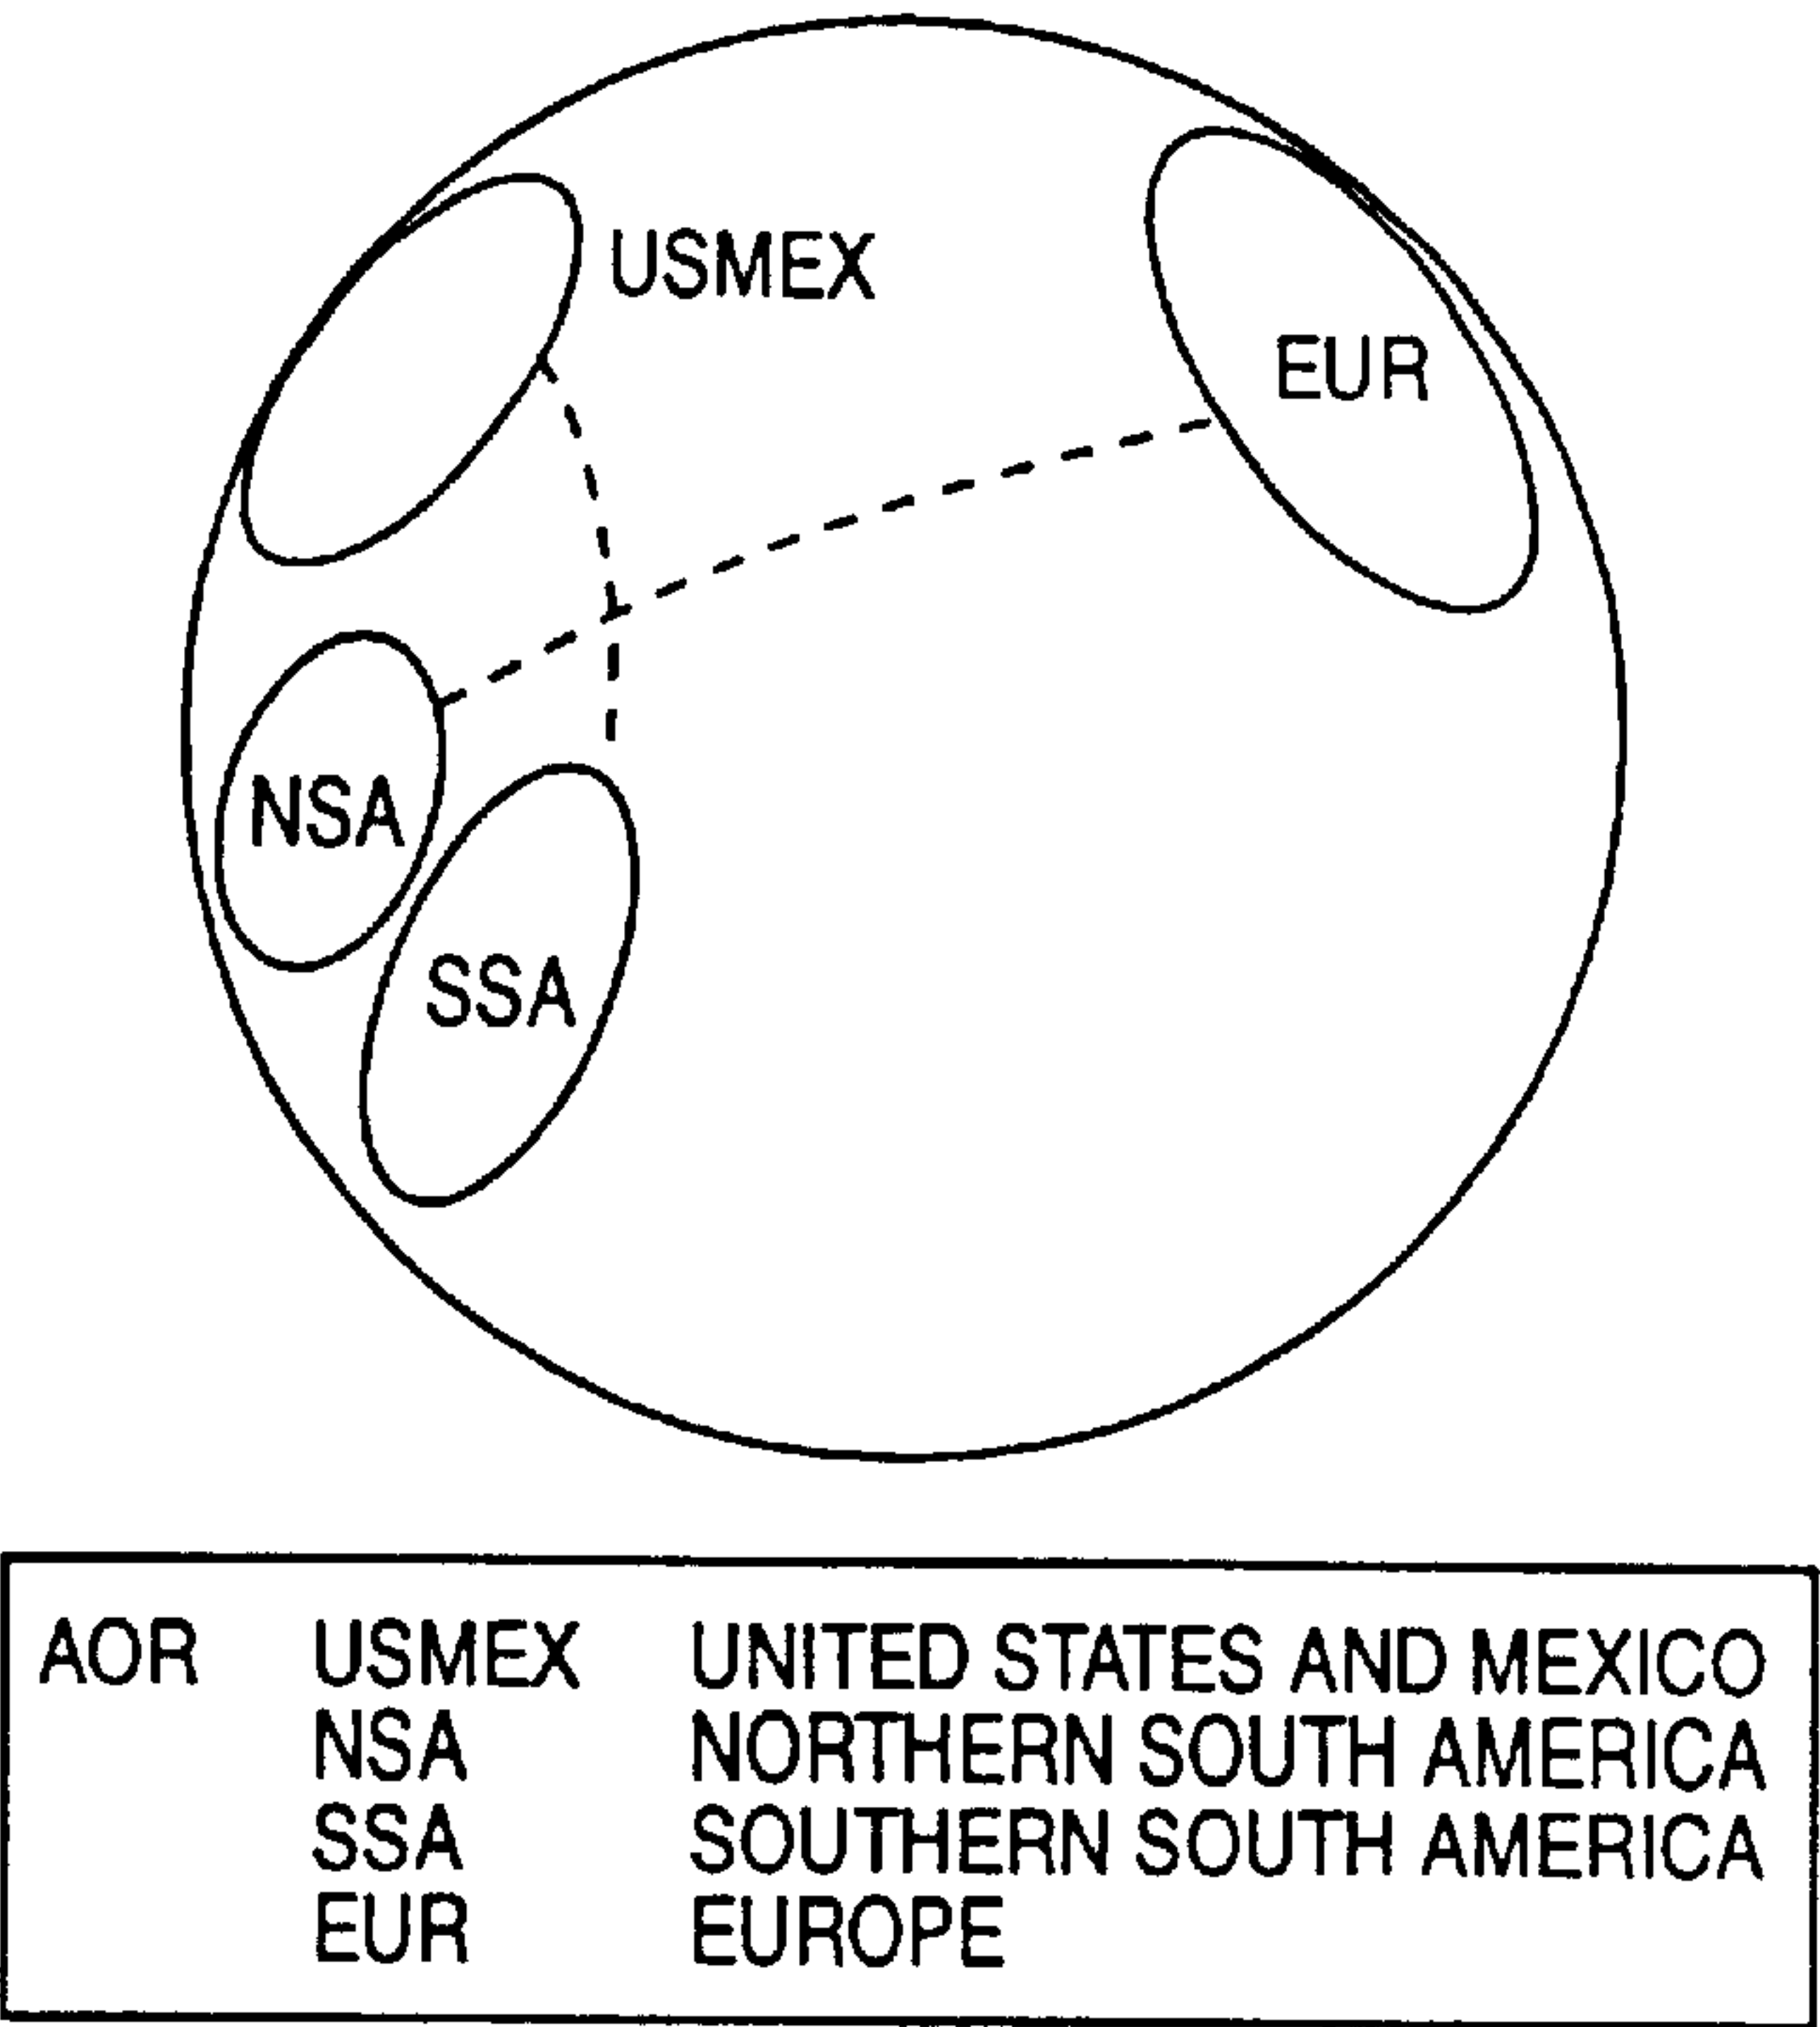 USMEX
EUR
NSA
SSA
AOR USMEX UNITED STATES AND MEXICO
NSA NORTHERN SOUTH AMERICA
SSA SOUTHERN SOUTH AMERICA
EUR EUROPE